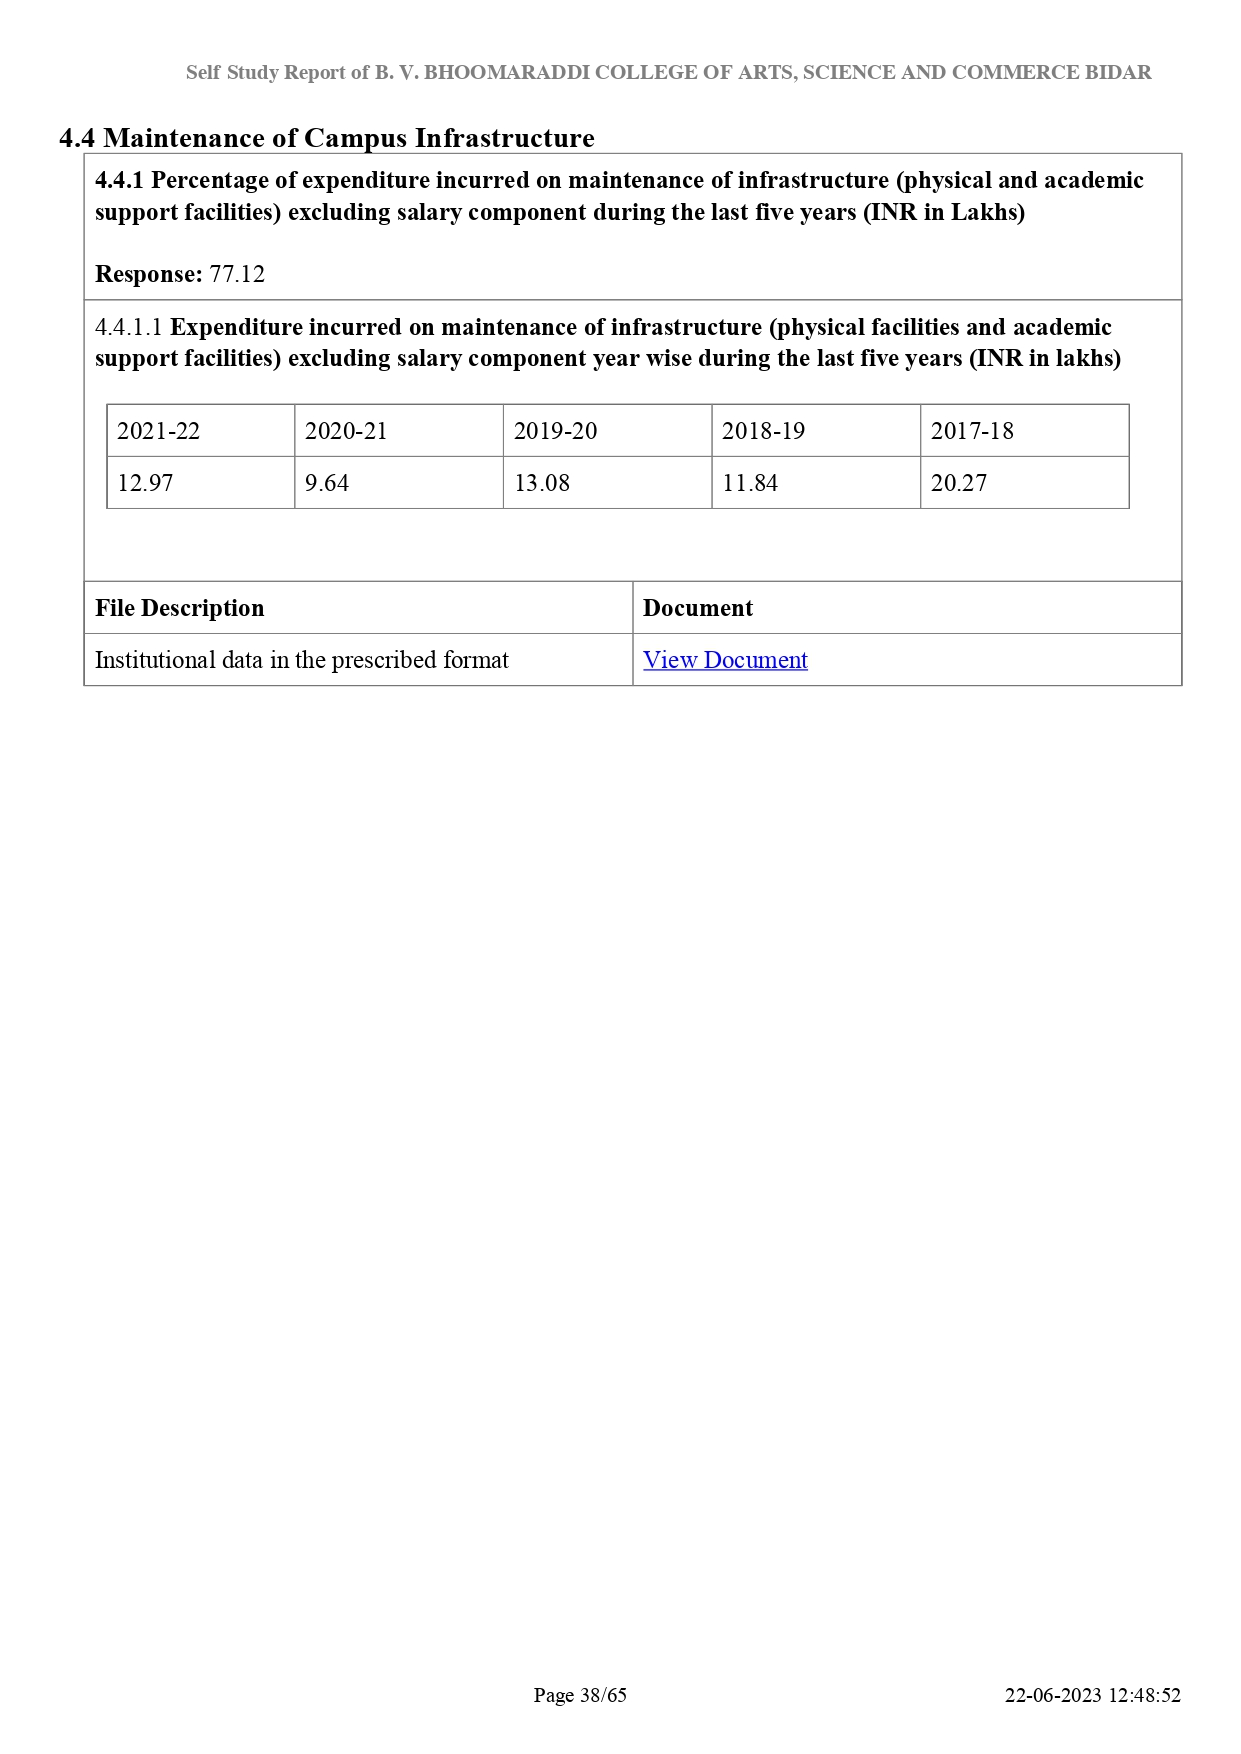 Self Study Report of B. V. BHOOMARADDI COLLEGE OF ARTS, SCIENCE AND COMMERCE BIDAR
4.4 Maintenance of Campus Infrastructure
4.4.1 Percentage of expenditure incurred on maintenance of infrastructure (physical and academic
support facilities) excluding salary component during the last five years (INR in Lakhs)
Response: 77.12
4.4.1.1 Expenditure incurred on maintenance of infrastructure (physical facilities and academic
support facilities) excluding salary component year wise during the last five years (INR in lakhs)
2021-22 2020-21 2019-20 2018-19 2017-18
12.97 9.64 13.08 11.84 20.27
File Description Document
Institutional data in the prescribed format View Document
Page 38/65 22-06-2023 12:48:52